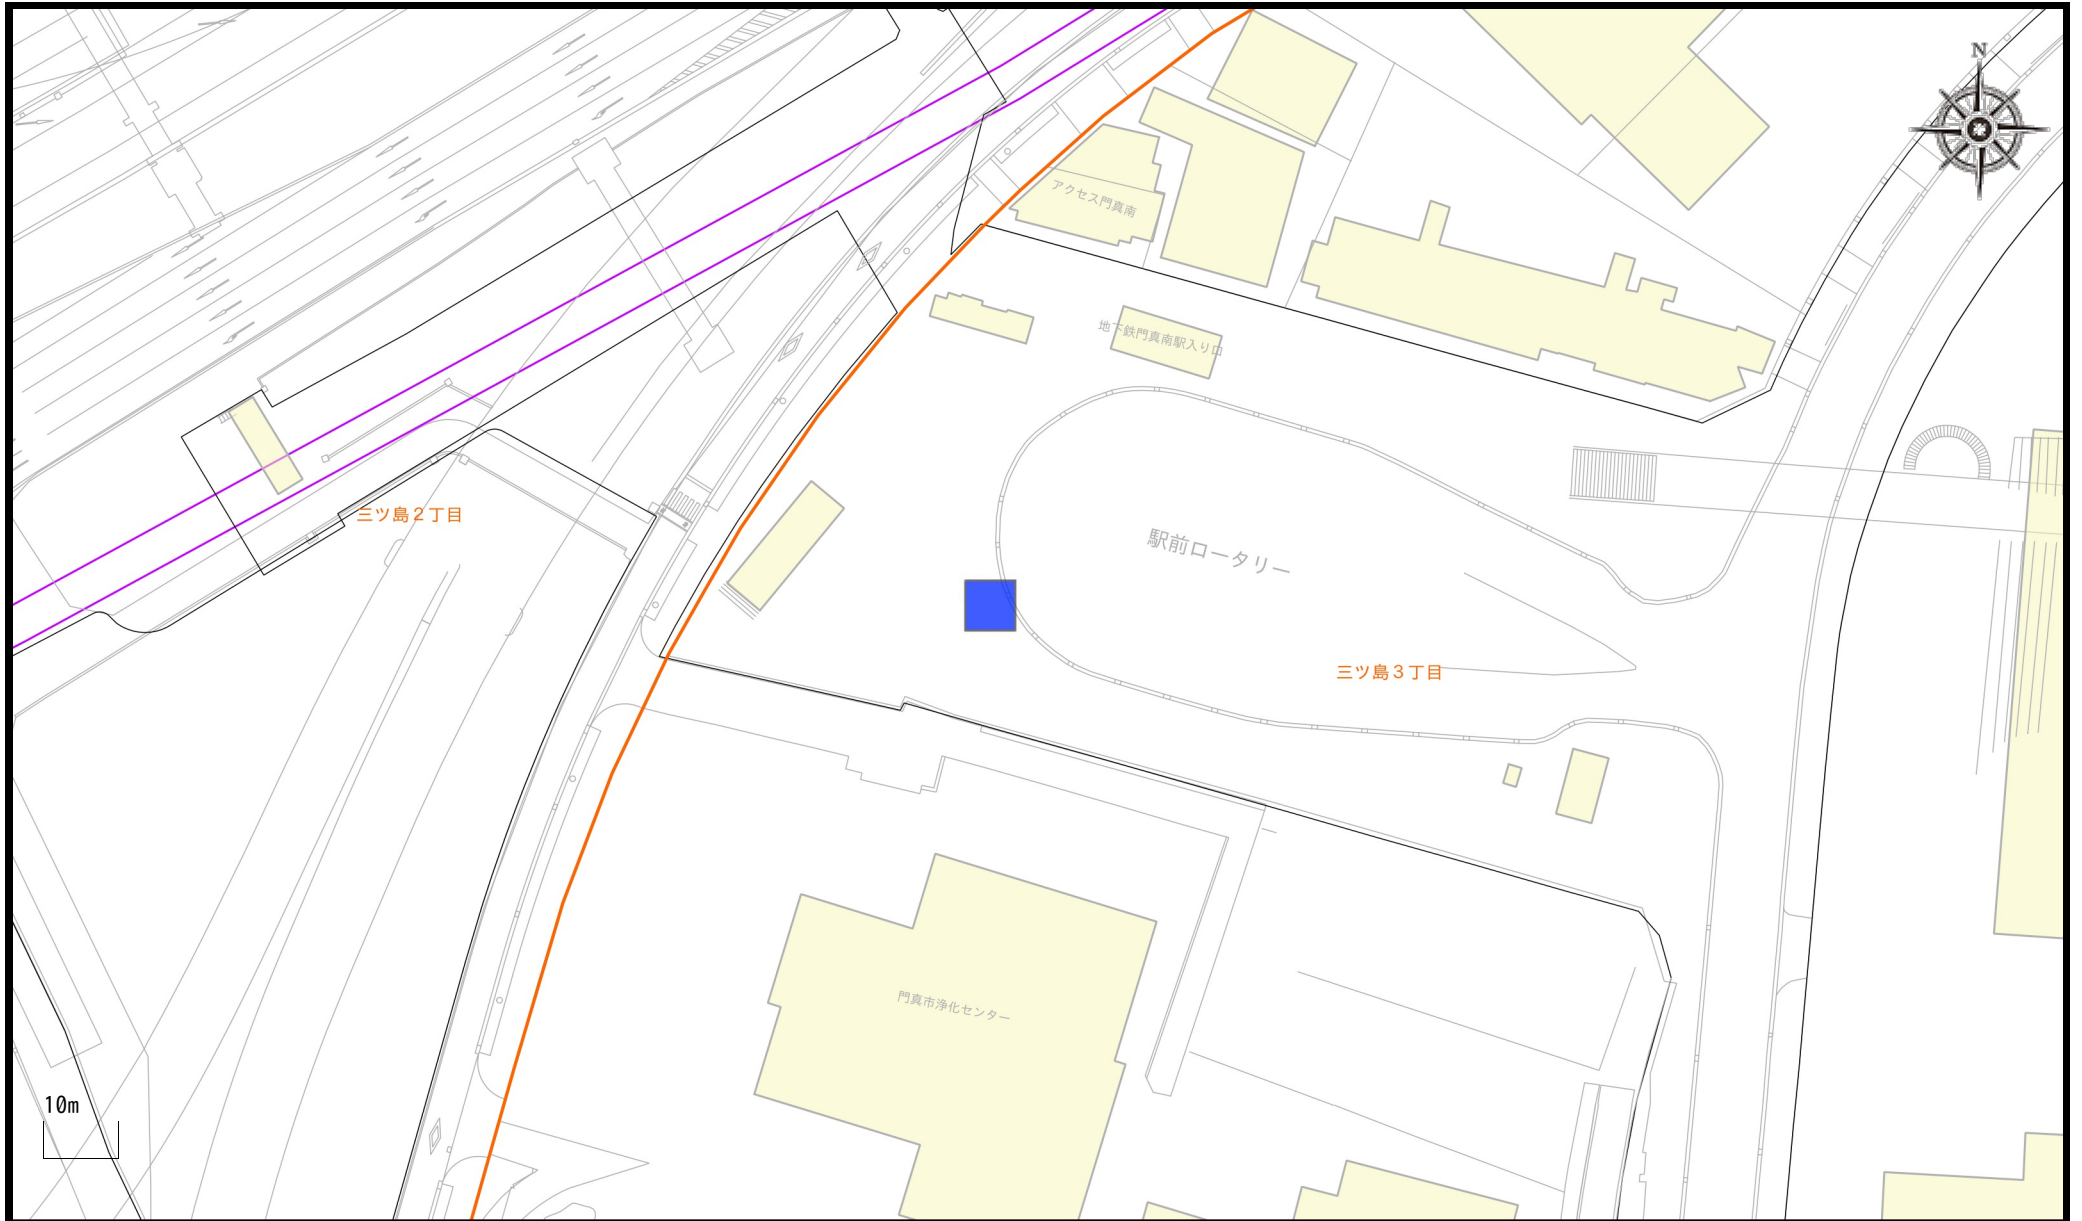 N
アクセス門真南
地下鉄門真南駅入り口
三ツ島２丁目
駅前ロータリー
三ツ島３丁目
門真市浄化センター
10m